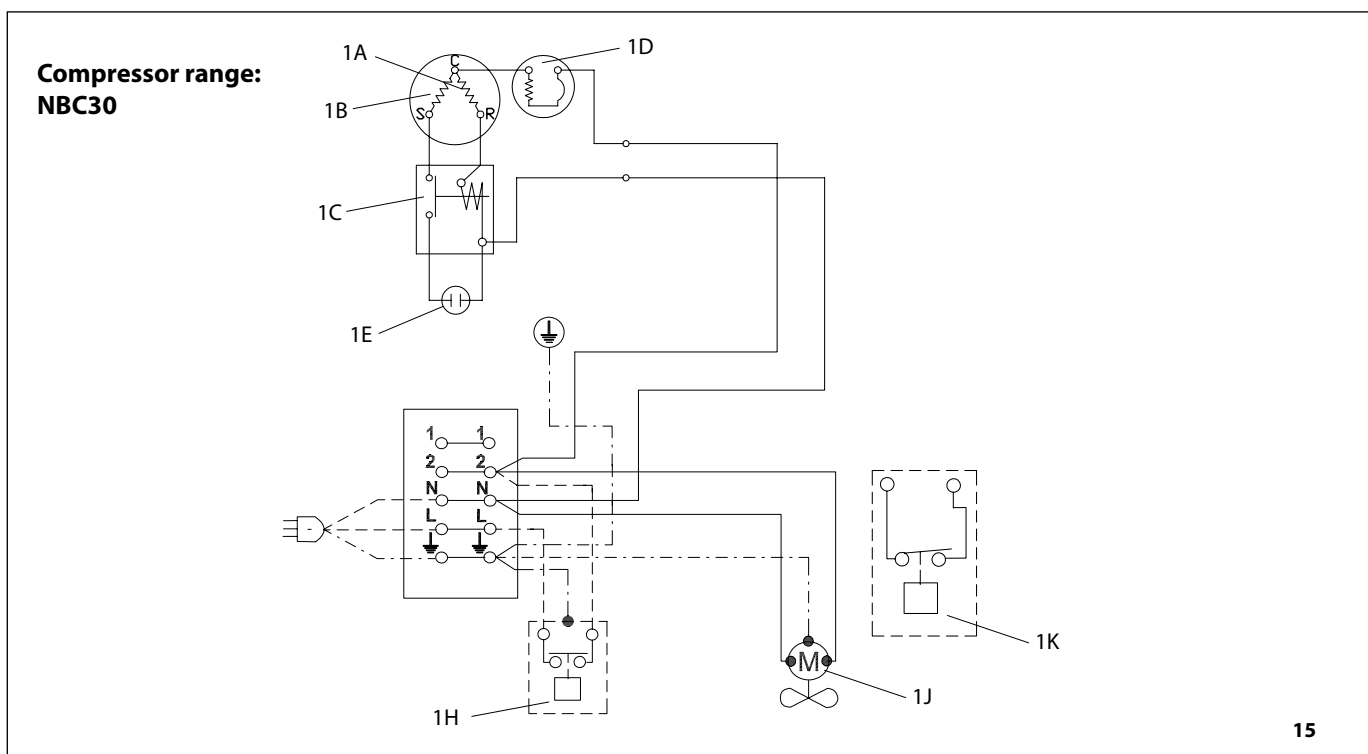 Compressor range:
NBC30
1A
1D
C
1B
S
R
1C
1E
1 1
2 2
N N
L L
M
1K
1J
1H
15